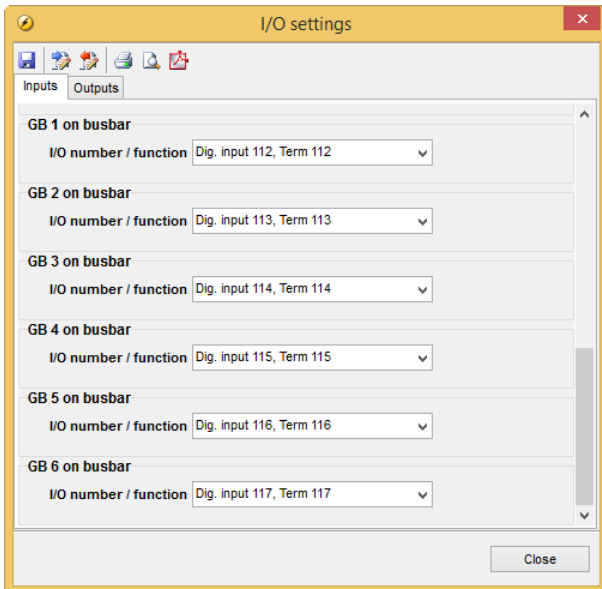 I/O settings
Inputs Outputs
GB 1 on busbar
I/O number / function Dig. input 112, Term 112
GB 2 on busbar
I/O number / function Dig. input 113, Term 113
GB 3 on busbar
I/O number / function Dig. input 114, Term 114
GB 4 on busbar
I/O number / function Dig. input 115, Term 115
GB 5 on busbar
I/O number / function Dig. input 116, Term 116
GB 6 on busbar
I/O number / function Dig. input 117, Term 117
Close